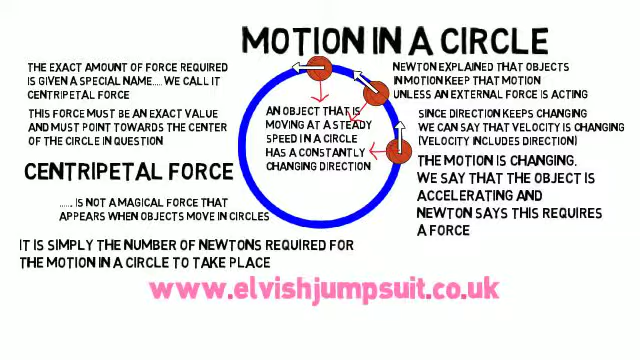 MOTION IN A CIRCLE
THE EXACT AMOUNT OF FORCE REQUIRED
IS GIVEN A SPECIAL NAME..... WE CALL IT
CENTRIPETAL FORCE
THIS FORCE MUST BE AN EXACT VALUE
AND MUST POINT TOWARDS THE CENTER
OF THE CIRCLE IN QUESTION
CENTRIPETAL FORCE
...... IS NOT A MAGICAL FORCE THAT
APPEARS WHEN OBJECTS MOVE IN CIRCLES
IT IS SIMPLY THE NUMBER OF NEWTONS REQUIRED FOR
THE MOTION IN A CIRCLE TO TAKE PLACE
AN OBJECT THAT IS
MOVING AT A STEADY
SPEED IN A CIRCLE
HAS A CONSTANTLY
CHANGING DIRECTION
NEWTON EXPLAINED THAT OBJECTS
IN MOTION KEEP THAT MOTION
UNLESS AN EXTERNAL FORCE IS ACTING
SINCE DIRECTION KEEPS CHANGING
WE CAN SAY THAT VELOCITY IS CHANGING
(VELOCITY INCLUDES DIRECTION)
THE MOTION IS CHANGING.
WE SAY THAT THE OBJECT IS
ACCELERATING AND
NEWTON SAYS THIS REQUIRES
A FORCE
www.elvishjumpsuit.co.uk